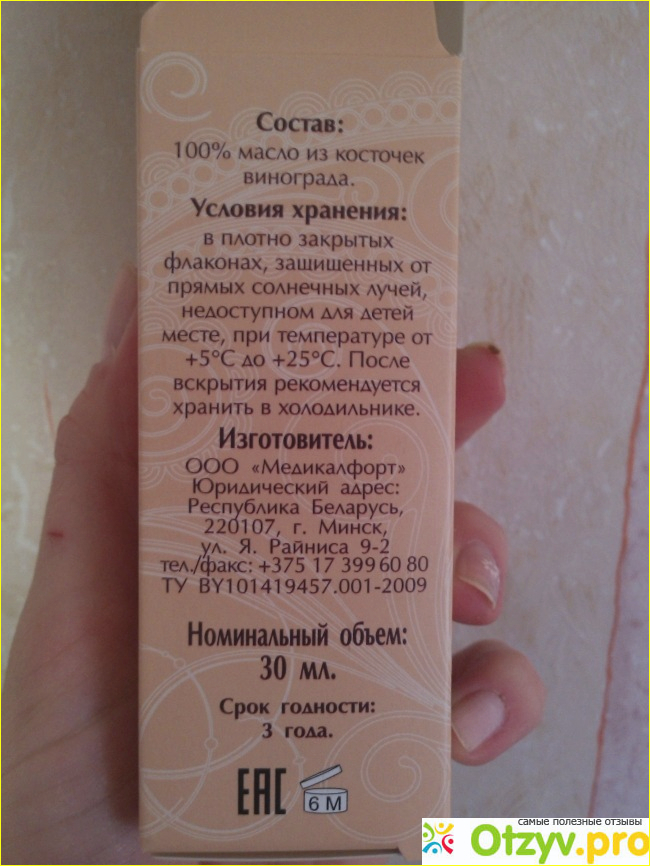 Состав:
100% масло из косточек
винограда.
Условия хранения:
в плотно закрытых
флаконах, защишенных от
прямых солнечных лучей,
недоступном для детей
месте, при температуре от
+5°С до +25°С. После
вскрытия рекомендуется
хранить в холодильнике.
Изготовитель:
ООО «Медикалфорт»
Юридический адрес:
Республика Беларусь,
220107, г. Минск,
ул. Я. Райниса 9-2
тел./факс: +375 17 399 60 80
ТУ BY101419457.001-2009
Номинальный объем:
30 мл.
Срок годности:
3 года.
EAC 6 M
самые полезные отзывы
Otzyv.pro